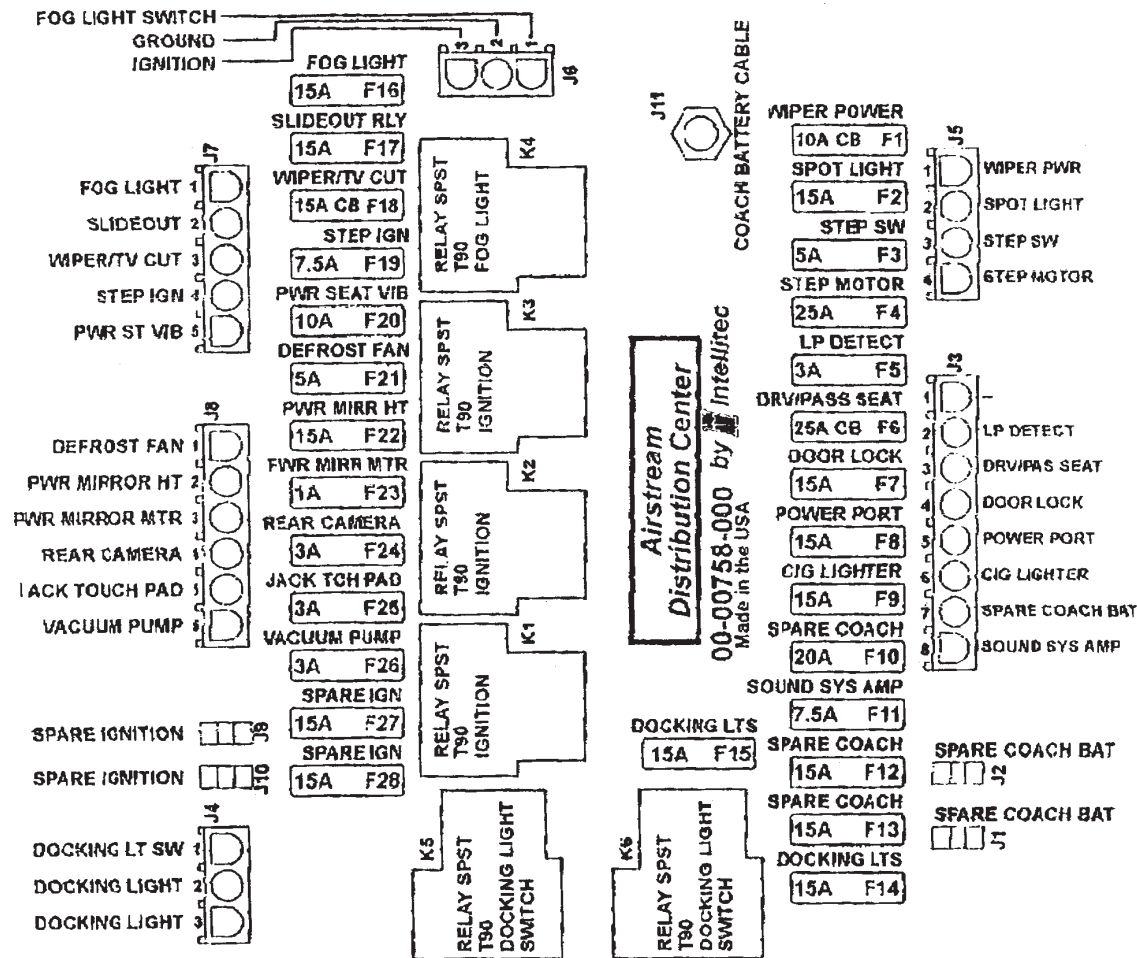 FOG LIGHT SWITCH
GROUND
IGNITION
3 2 1
J6
FOG LIGHT
15A F16
SLIDEOUT RLY
15A F17
WIPER/TV CUT
15A CB F18
STEP IGN
7.5A F19
PWR SEAT VIB
10A F20
DEFROST FAN
5A F21
PWR MIRR HT
15A F22
PWR MIRR MTR
1A F23
REAR CAMERA
3A F24
JACK TCH PAD
3A F25
VACUUM PUMP
3A F26
SPARE IGN
15A F27
SPARE IGN
15A F28
J7
FOG LIGHT 1
SLIDEOUT 2
WIPER/TV CUT 3
STEP IGN 4
PWR ST VIB 5
J8
DEFROST FAN 1
PWR MIRROR HT 2
PWR MIRROR MTR 3
REAR CAMERA 4
JACK TOUCH PAD 5
VACUUM PUMP 6
SPARE IGNITION J9
SPARE IGNITION J10
J4
DOCKING LT SW 1
DOCKING LIGHT 2
DOCKING LIGHT 3
K4
RELAY SPST
T90
FOG LIGHT
K3
RELAY SPST
T90
IGNITION
K2
RELAY SPST
T90
IGNITION
K1
RELAY SPST
T90
IGNITION
K5
RELAY SPST
T90
DOCKING LIGHT
SWITCH
K6
RELAY SPST
T90
DOCKING LIGHT
SWITCH
J11
COACH BATTERY CABLE
Airstream
Distribution Center
00-00758-000 by Intellitec
Made in the USA
DOCKING LTS
15A F15
WIPER POWER
10A CB F1
SPOT LIGHT
15A F2
STEP SW
5A F3
STEP MOTOR
25A F4
LP DETECT
3A F5
DRV/PASS SEAT
25A CB F6
DOOR LOCK
15A F7
POWER PORT
15A F8
CIG LIGHTER
15A F9
SPARE COACH
20A F10
SOUND SYS AMP
7.5A F11
SPARE COACH
15A F12
SPARE COACH
15A F13
DOCKING LTS
15A F14
J5
1 WIPER PWR
2 SPOT LIGHT
3 STEP SW
4 STEP MOTOR
J3
1 -
2 LP DETECT
3 DRV/PAS SEAT
4 DOOR LOCK
5 POWER PORT
6 CIG LIGHTER
7 SPARE COACH BAT
8 SOUND SYS AMP
SPARE COACH BAT
J2
SPARE COACH BAT
J1